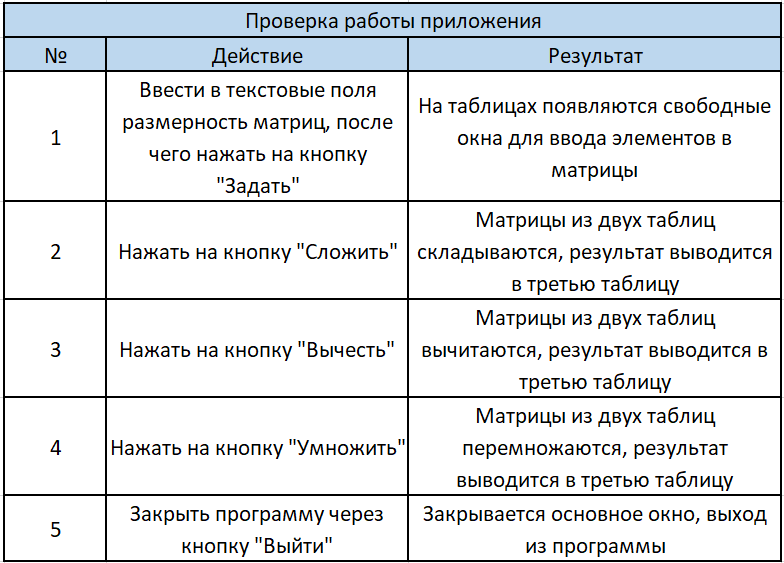 Проверка работы приложения
№ Действие Результат
1
Ввести в текстовые поля
размерность матриц, после
чего нажать на кнопку
"Задать"
На таблицах появляются свободные
окна для ввода элементов в
матрицы
2
Нажать на кнопку "Сложить"
Матрицы из двух таблиц
складываются, результат выводится
в третью таблицу
3
Нажать на кнопку "Вычесть"
Матрицы из двух таблиц
вычитаются, результат выводится в
третью таблицу
4
Нажать на кнопку "Умножить"
Матрицы из двух таблиц
перемножаются, результат
выводится в третью таблицу
5
Закрыть программу через
кнопку "Выйти"
Закрывается основное окно, выход
из программы